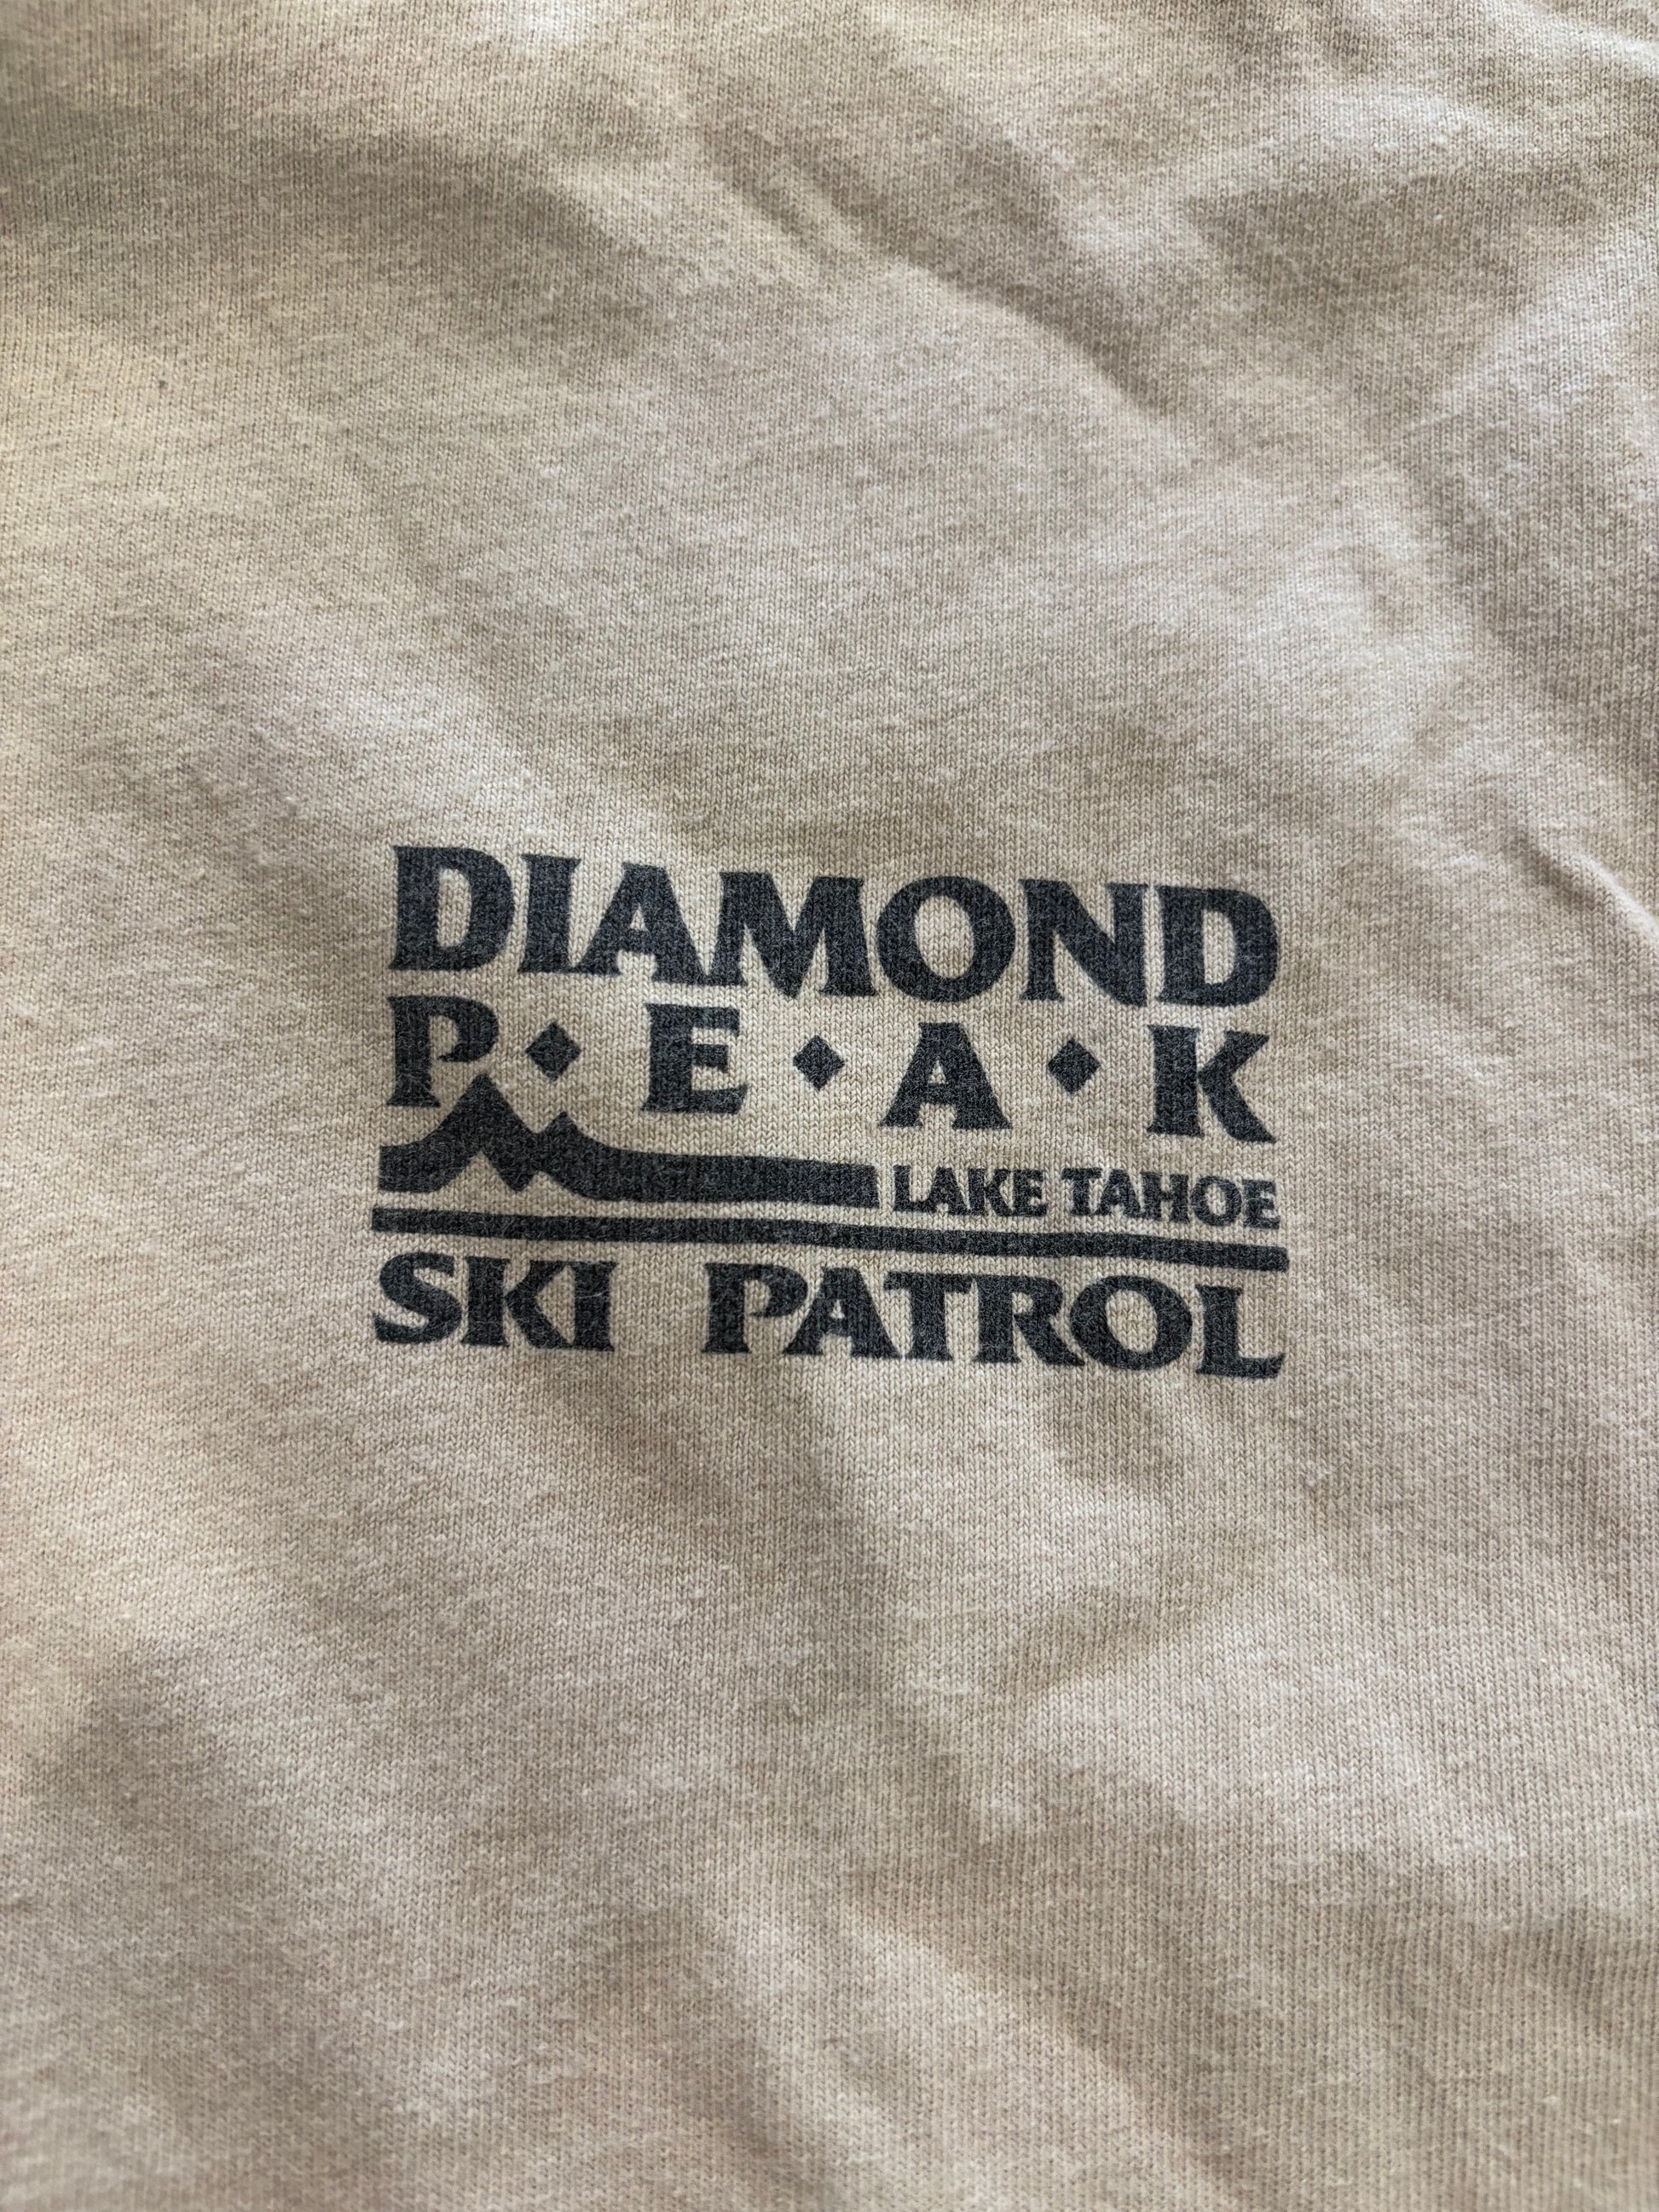 DIAMOND
P◆E◆A◆K
LAKE TAHOE
SKI PATROL